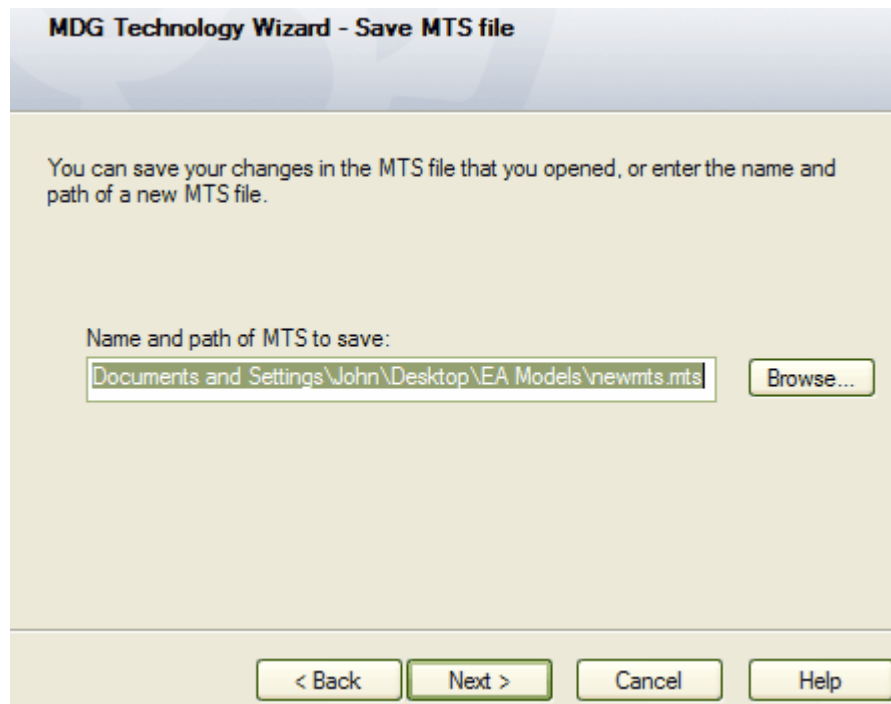 MDG Technology Wizard - Save MTS file
You can save your changes in the MTS file that you opened, or enter the name and
path of a new MTS file.
Name and path of MTS to save:
Documents and Settings\John\Desktop\EA Models\newmts.mts
Browse...
< Back
Next >
Cancel
Help